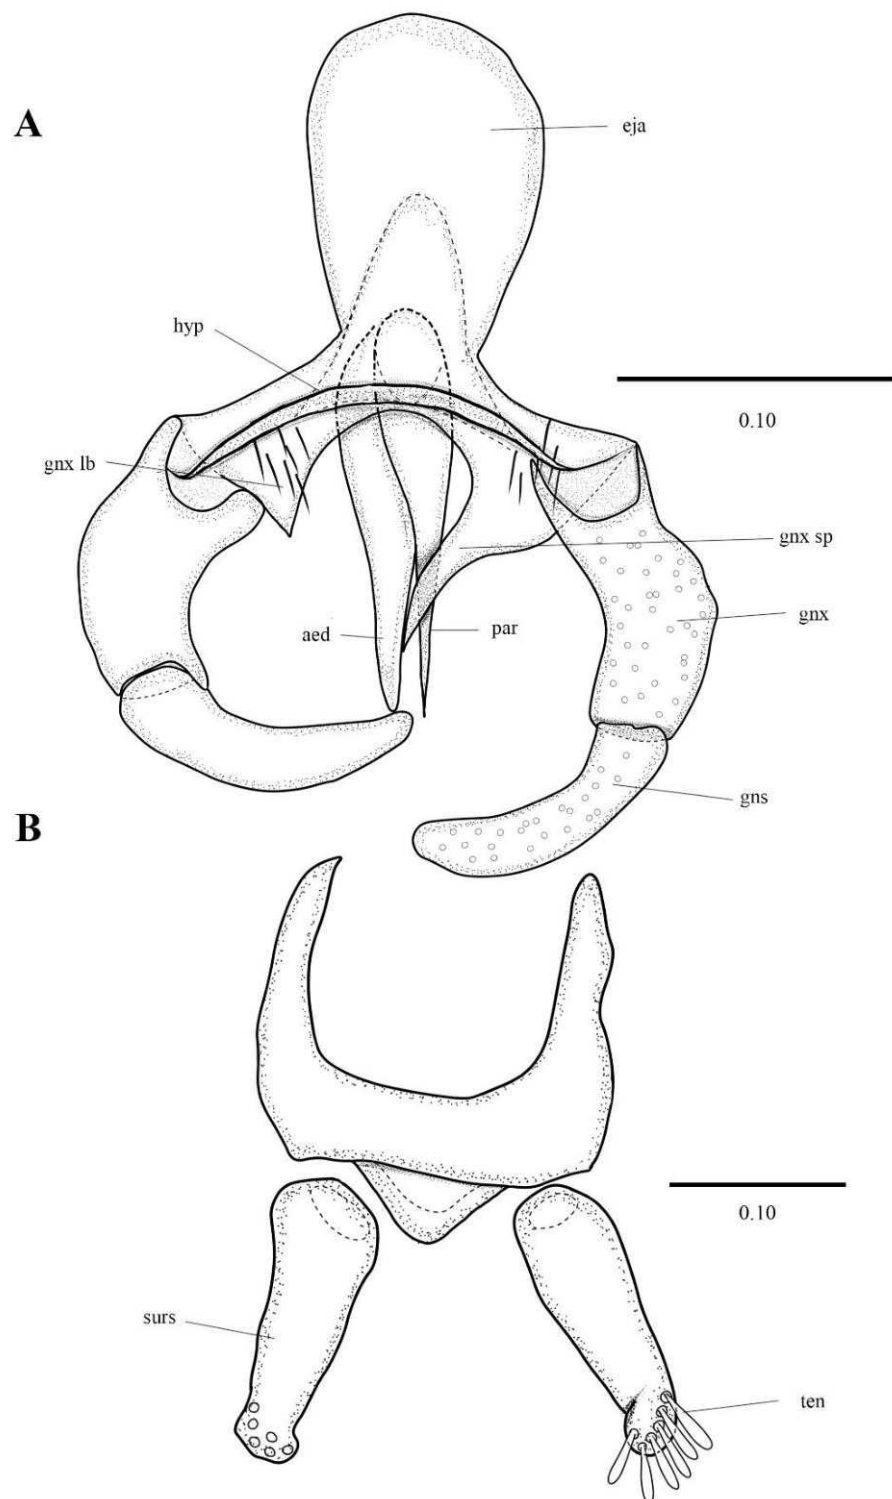 A
eja
hyp
0.10
gnx lb
gnx sp
gnx
aed
par
gns
B
0.10
surs
ten